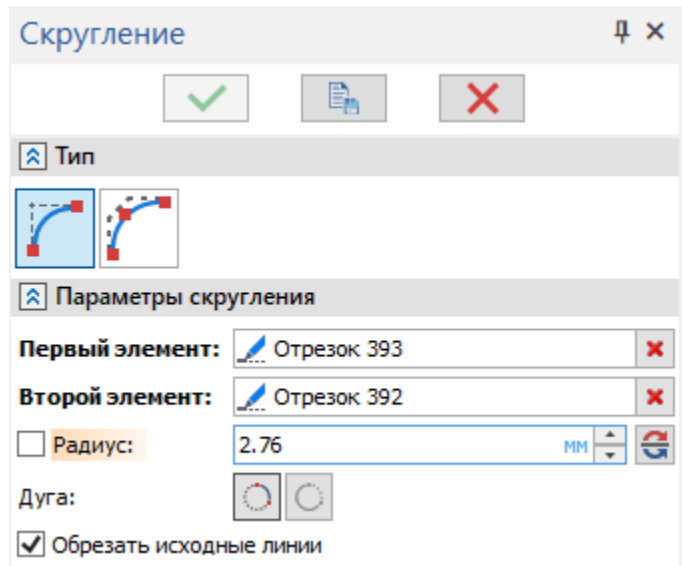 Скругление
Тип
Параметры скругления
Первый элемент: Отрезок 393
Второй элемент: Отрезок 392
Радиус: 2.76 мм
Дуга:
Обрезать исходные линии